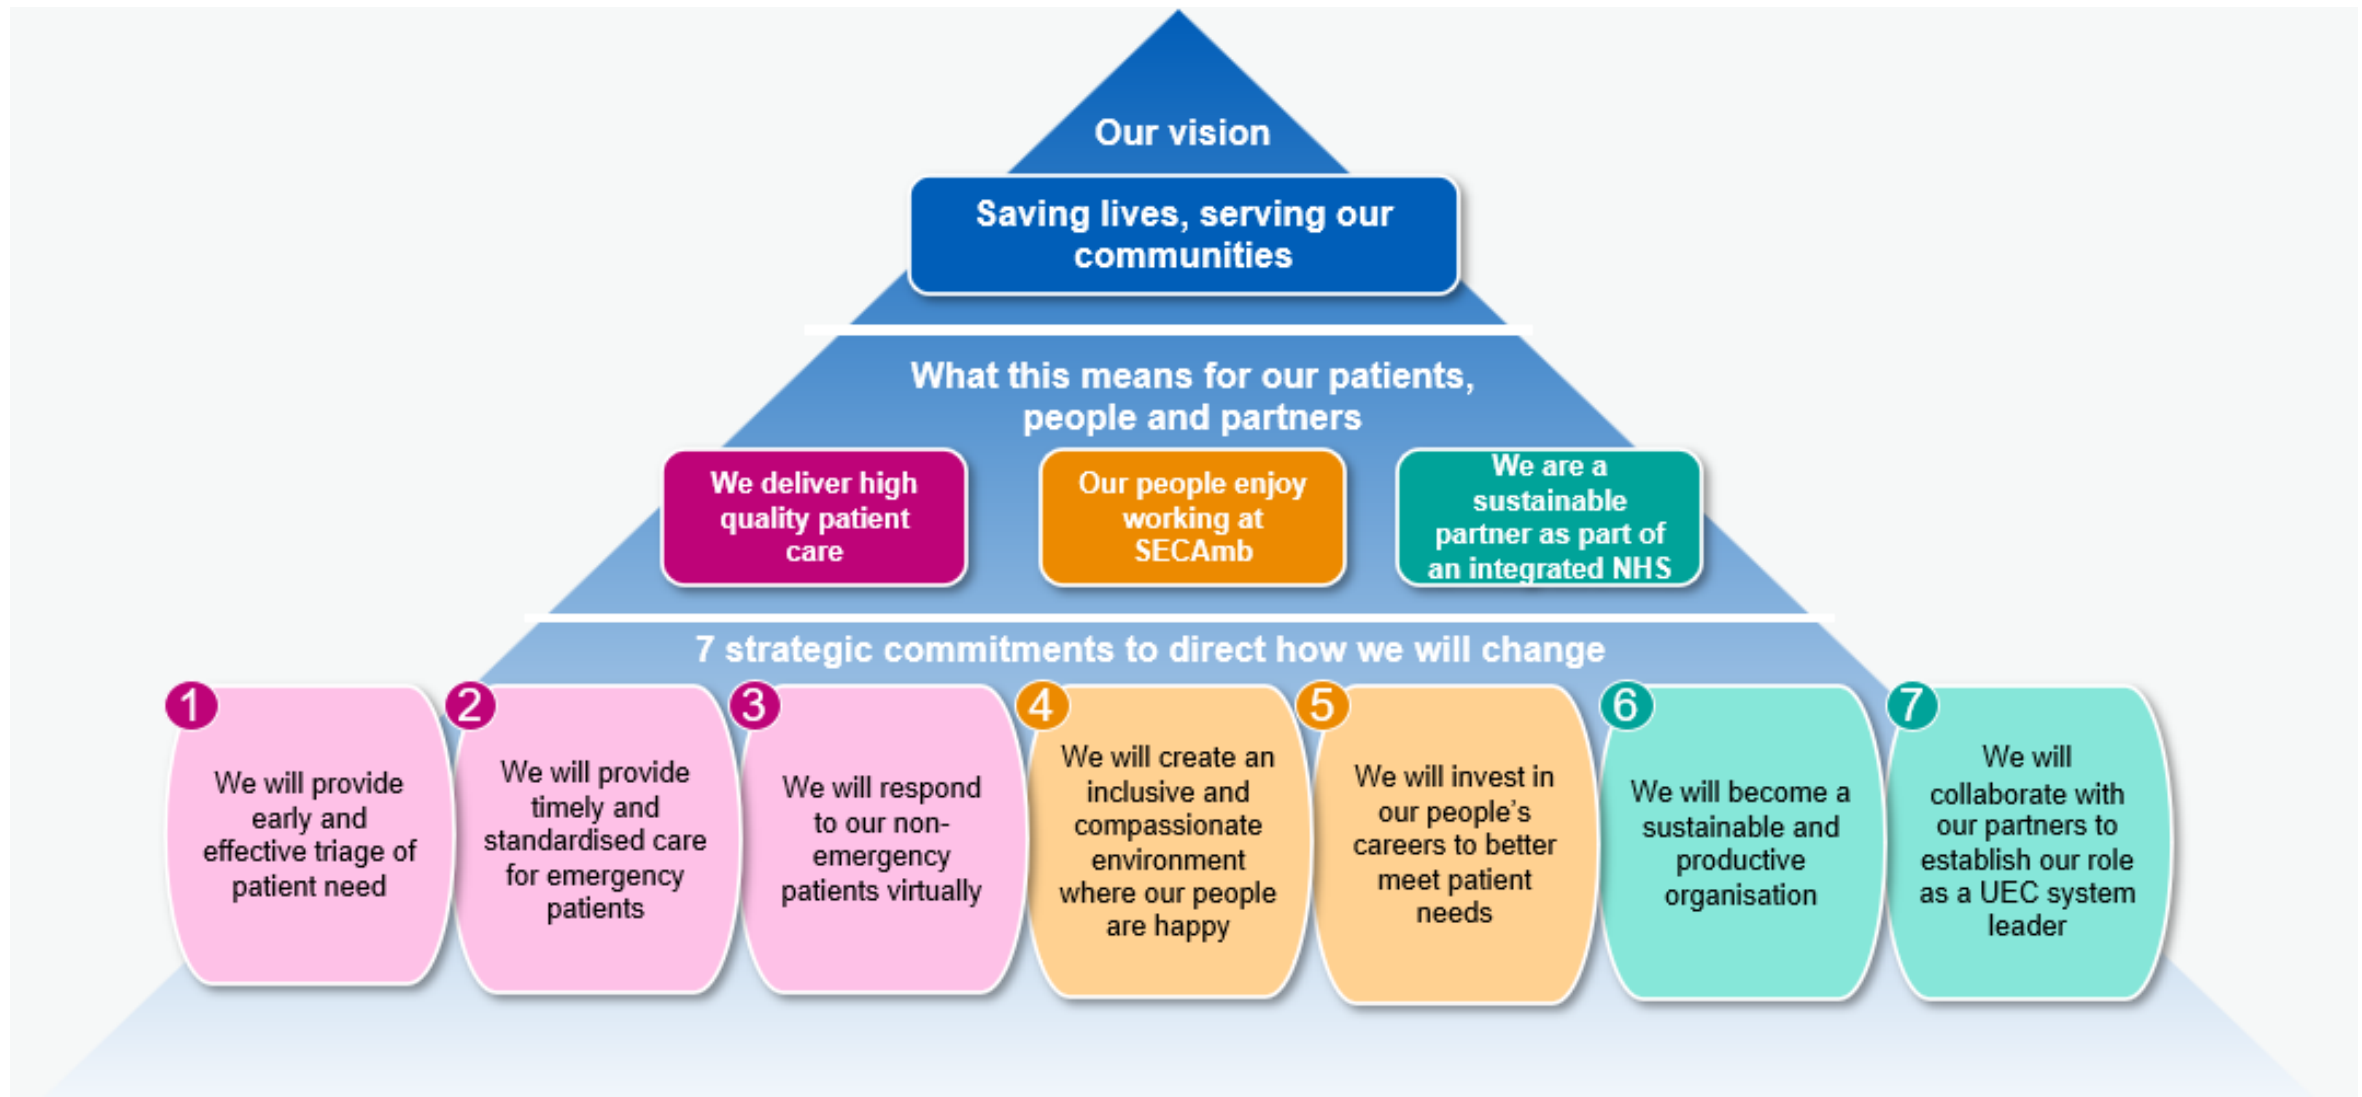 Our vision
Saving lives, serving our
communities
What this means for our patients,
people and partners
We deliver high
quality patient
care
Our people enjoy
working at
SECAmb
We are a
sustainable
partner as part of
an integrated NHS
7 strategic commitments to direct how we will change
1
We will provide
early and
effective triage of
patient need
2
We will provide
timely and
standardised care
for emergency
patients
3
We will respond
to our non-
emergency
patients virtually
4
We will create an
inclusive and
compassionate
environment
where our people
are happy
5
We will invest in
our people’s
careers to better
meet patient
needs
6
We will become a
sustainable and
productive
organisation
7
We will
collaborate with
our partners to
establish our role
as a UEC system
leader